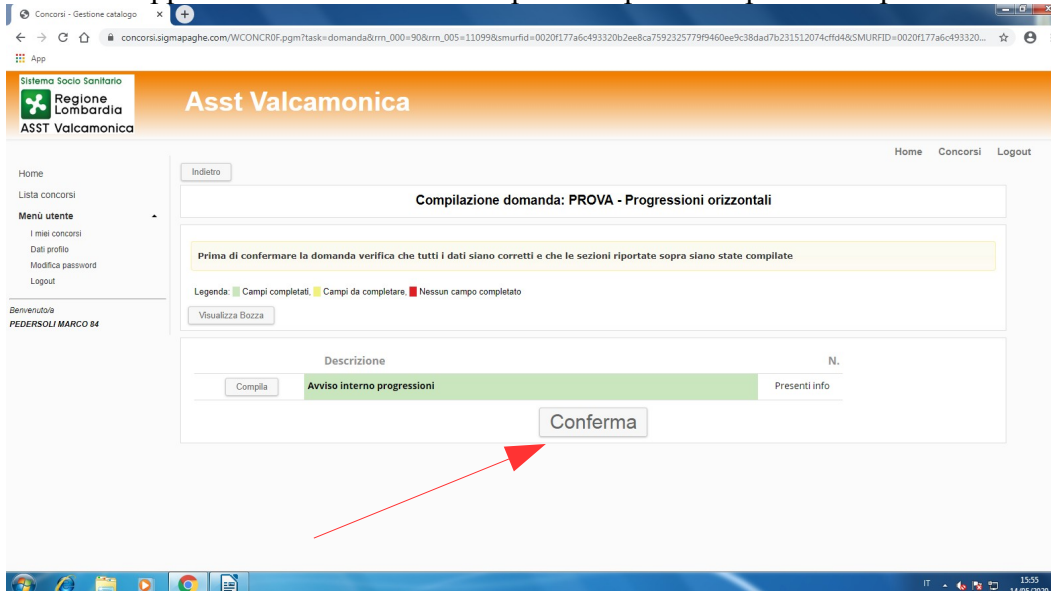 Concorsi - Gestione catalogo
concorsi.sigmapaghe.com/WCONCR0F.pgm?task=domanda&rrn_000=90&rrn_005=11099&smurfid=0020f177a6c493320b2ee8ca7592325779f9460ee9c38dad7b231512074cffd4&SMURFID=0020f177a6c493320...
App
Sistema Socio Sanitario
Regione
Lombardia
ASST Valcamonica
Asst Valcamonica
Home Concorsi Logout
Home
Lista concorsi
Menù utente
I miei concorsi
Dati profilo
Modifica password
Logout
Benvenuto/a
PEDERSOLI MARCO 84
Indietro
Compilazione domanda: PROVA - Progressioni orizzontali
Prima di confermare la domanda verifica che tutti i dati siano corretti e che le sezioni riportate sopra siano state compilate
Legenda: Campi completati, Campi da completare, Nessun campo completato
Visualizza Bozza
Descrizione N.
Compila Avviso interno progressioni Presenti info
Conferma
IT 15:55
14/05/2020